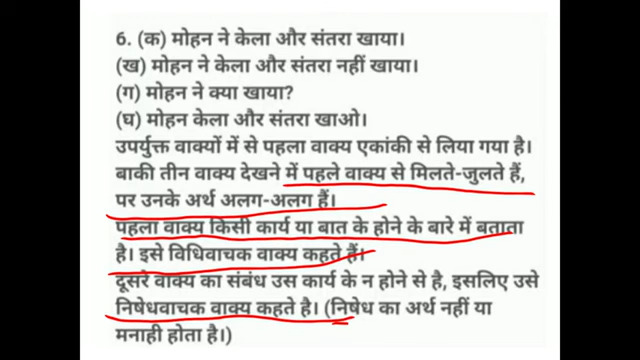 6. (क) मोहन ने केला और संतरा खाया।
(ख) मोहन ने केला और संतरा नहीं खाया।
(ग) मोहन ने क्या खाया?
(घ) मोहन केला और संतरा खाओ।
उपर्युक्त वाक्यों में से पहला वाक्य एकांकी से लिया गया है।
बाकी तीन वाक्य देखने में पहले वाक्य से मिलते-जुलते हैं,
पर उनके अर्थ अलग-अलग हैं।
पहला वाक्य किसी कार्य या बात के होने के बारे में बताता
है। इसे विधिवाचक वाक्य कहते हैं।
दूसरे वाक्य का संबंध उस कार्य के न होने से है, इसलिए उसे
निषेधवाचक वाक्य कहते है। (निषेध का अर्थ नहीं या
मनाही होता है।)